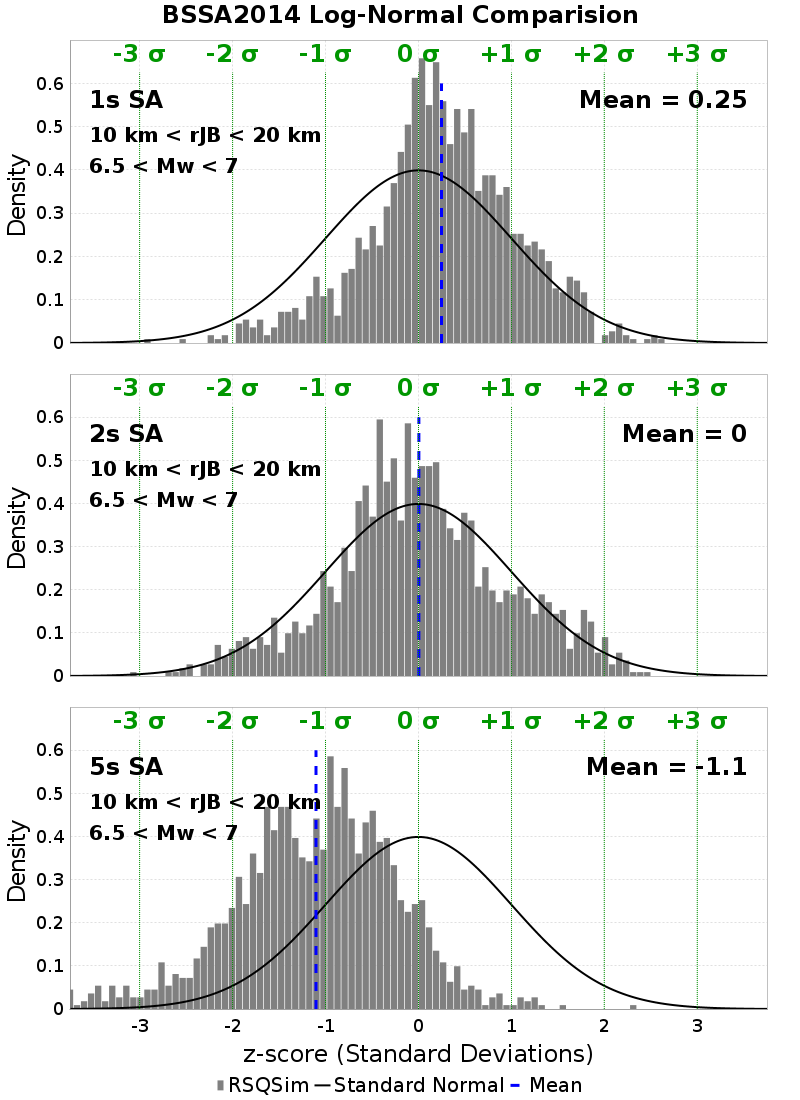 BSSA2014 Log-Normal Comparision
-3 σ -2 σ -1 σ 0 σ +1 σ +2 σ +3 σ
1s SA
Mean = 0.25
10 km < rJB < 20 km
6.5 < Mw < 7
Density
0.6
0.5
0.4
0.3
0.2
0.1
0
-3 σ -2 σ -1 σ 0 σ +1 σ +2 σ +3 σ
2s SA
Mean = 0
10 km < rJB < 20 km
6.5 < Mw < 7
Density
0.6
0.5
0.4
0.3
0.2
0.1
0
-3 σ -2 σ -1 σ 0 σ +1 σ +2 σ +3 σ
5s SA
Mean = -1.1
10 km < rJB < 20 km
6.5 < Mw < 7
Density
0.6
0.5
0.4
0.3
0.2
0.1
0
-3 -2 -1 0 1 2 3
z-score (Standard Deviations)
RSQSim Standard Normal Mean